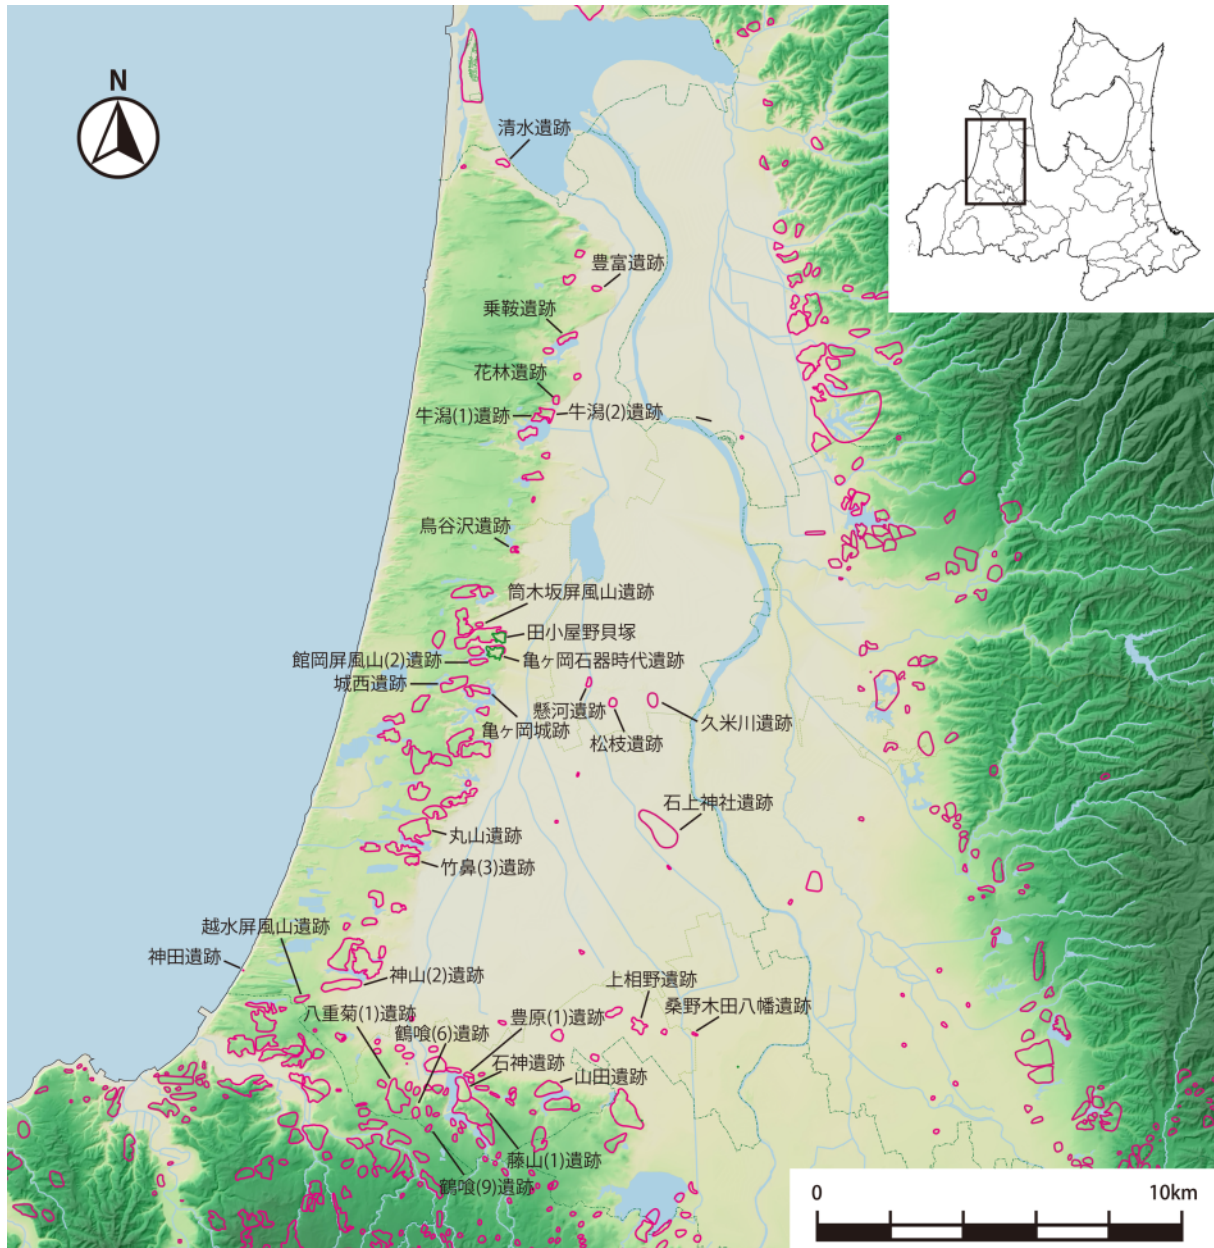 N
清水遺跡
豊富遺跡
乗鞍遺跡
花林遺跡
牛潟(1)遺跡
牛潟(2)遺跡
鳥谷沢遺跡
筒木坂屏風山遺跡
田小屋野貝塚
館岡屏風山(2)遺跡
亀ヶ岡石器時代遺跡
城西遺跡
懸河遺跡
久米川遺跡
亀ヶ岡城跡
松枝遺跡
石上神社遺跡
丸山遺跡
竹鼻(3)遺跡
越水屏風山遺跡
神田遺跡
神山(2)遺跡
上相野遺跡
八重菊(1)遺跡
豊原(1)遺跡
桑野木田八幡遺跡
鶴喰(6)遺跡
石神遺跡
山田遺跡
藤山(1)遺跡
鶴喰(9)遺跡
0
10km